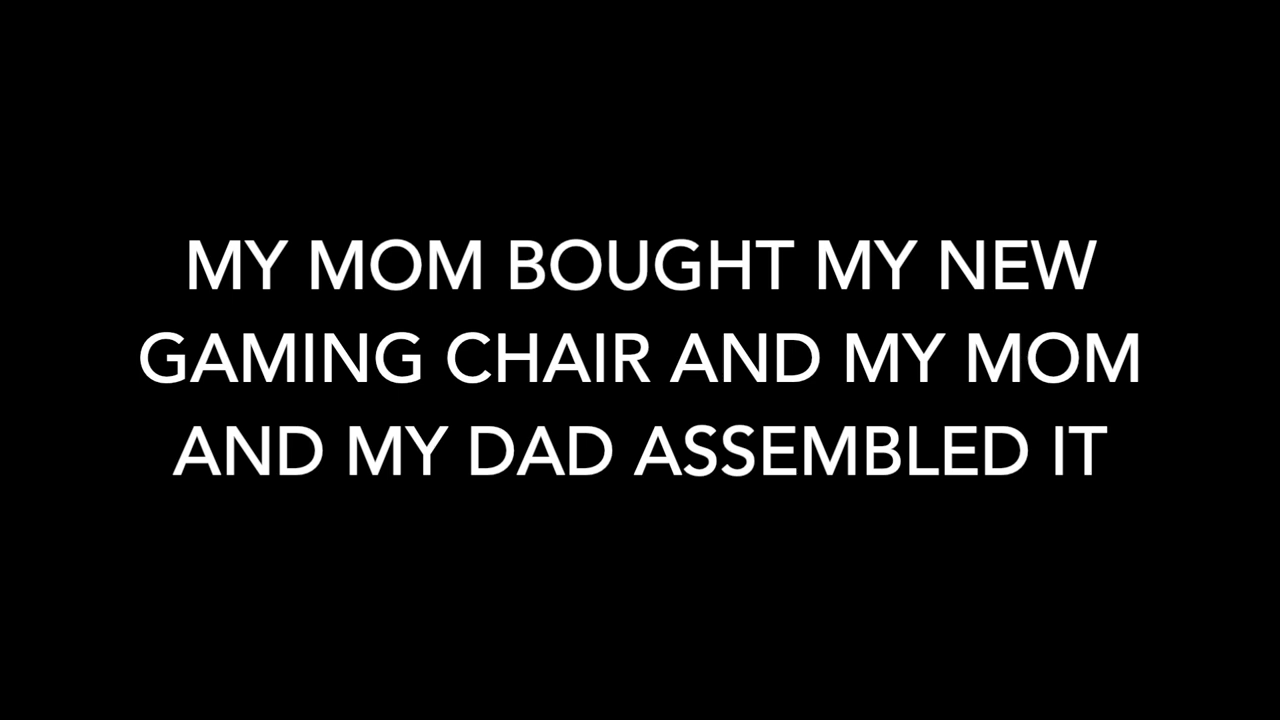 MY MOM BOUGHT MY NEW
GAMING CHAIR AND MY MOM
AND MY DAD ASSEMBLED IT